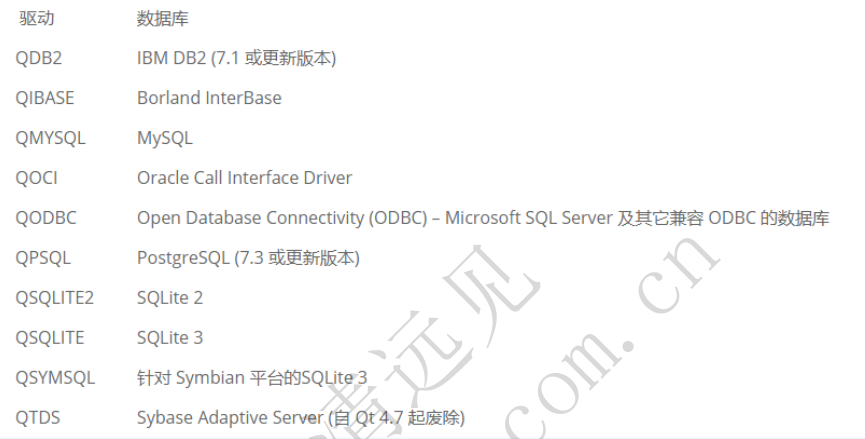 驱动 数据库
QDB2 IBM DB2 (7.1 或更新版本)
QIBASE Borland InterBase
QMYSQL MySQL
QOCI Oracle Call Interface Driver
QODBC Open Database Connectivity (ODBC) – Microsoft SQL Server 及其它兼容 ODBC 的数据库
QPSQL PostgreSQL (7.3 或更新版本)
QSQLITE2 SQLite 2
QSQLITE SQLite 3
QSYMSQL 针对 Symbian 平台的SQLite 3
QTDS Sybase Adaptive Server (自 Qt 4.7 起废除)
远见
com.cn